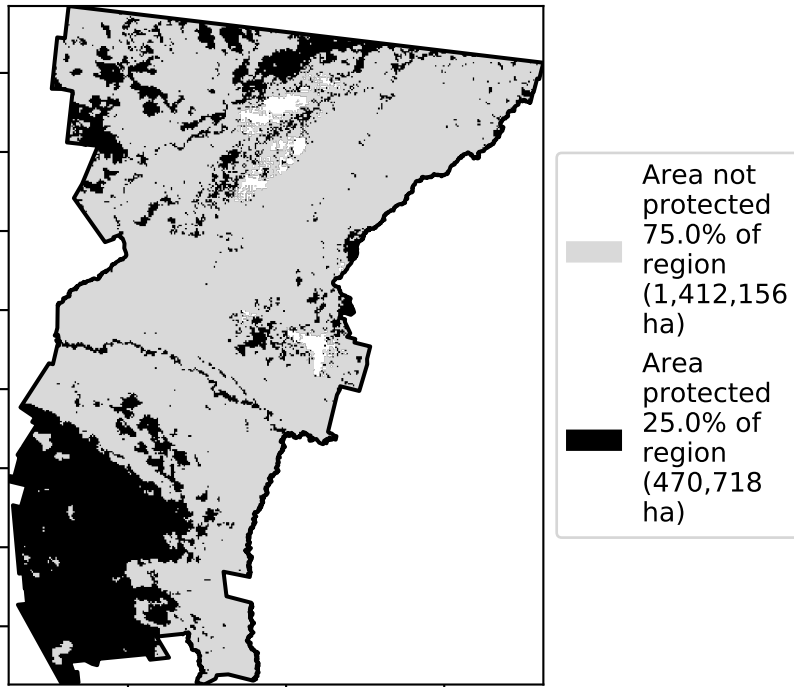 Area not
protected
75.0% of
region
(1,412,156
ha)
Area
protected
25.0% of
region
(470,718
ha)